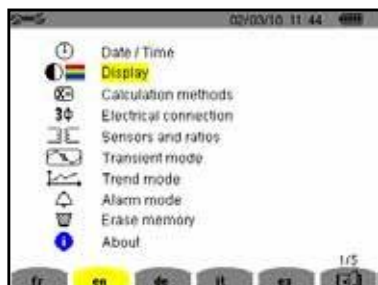 02/03/10 11:44
Date / Time
Display
Calculation methods
3ϕ Electrical connection
Sensors and ratios
Transient mode
Trend mode
Alarm mode
Erase memory
About
1/5
fr en de it es